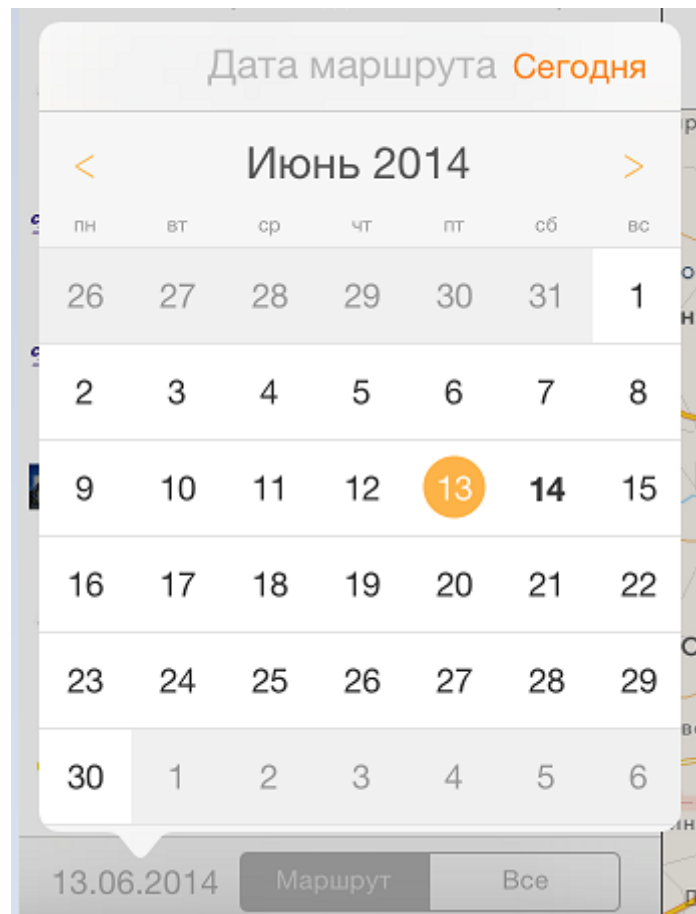 Дата маршрута Сегодня
< Июнь 2014 >
пн вт ср чт пт сб вс
26 27 28 29 30 31 1
2 3 4 5 6 7 8
9 10 11 12 13 14 15
16 17 18 19 20 21 22
23 24 25 26 27 28 29
30 1 2 3 4 5 6
13.06.2014 Маршрут Все